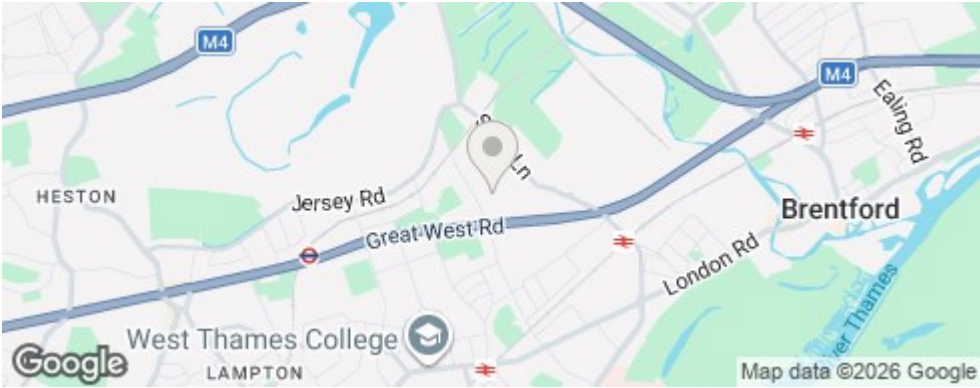 M4
M4
Ealing Rd
Ln
HESTON
Jersey Rd
Brentford
Great West Rd
London Rd
West Thames College
River Thames
Google
LAMPTON
Map data ©2026 Google